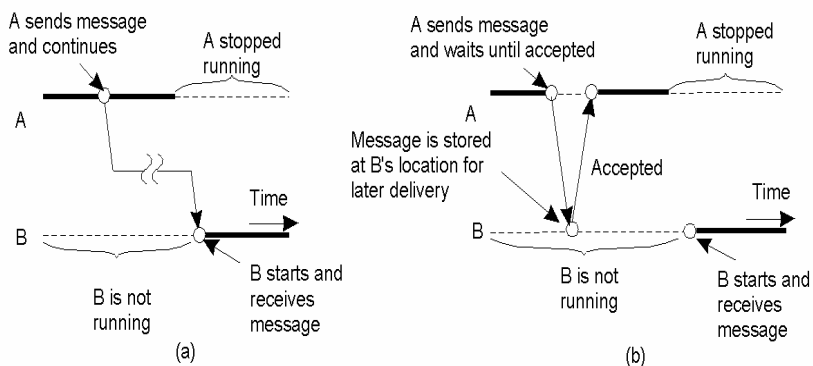 A sends message
and continues
A stopped
running
A
Time
B
B is not
running
B starts and
receives
message
(a)
A sends message
and waits until accepted
A stopped
running
A
Message is stored
at B's location for
later delivery
Accepted
Time
B
B is not
running
B starts and
receives
message
(b)